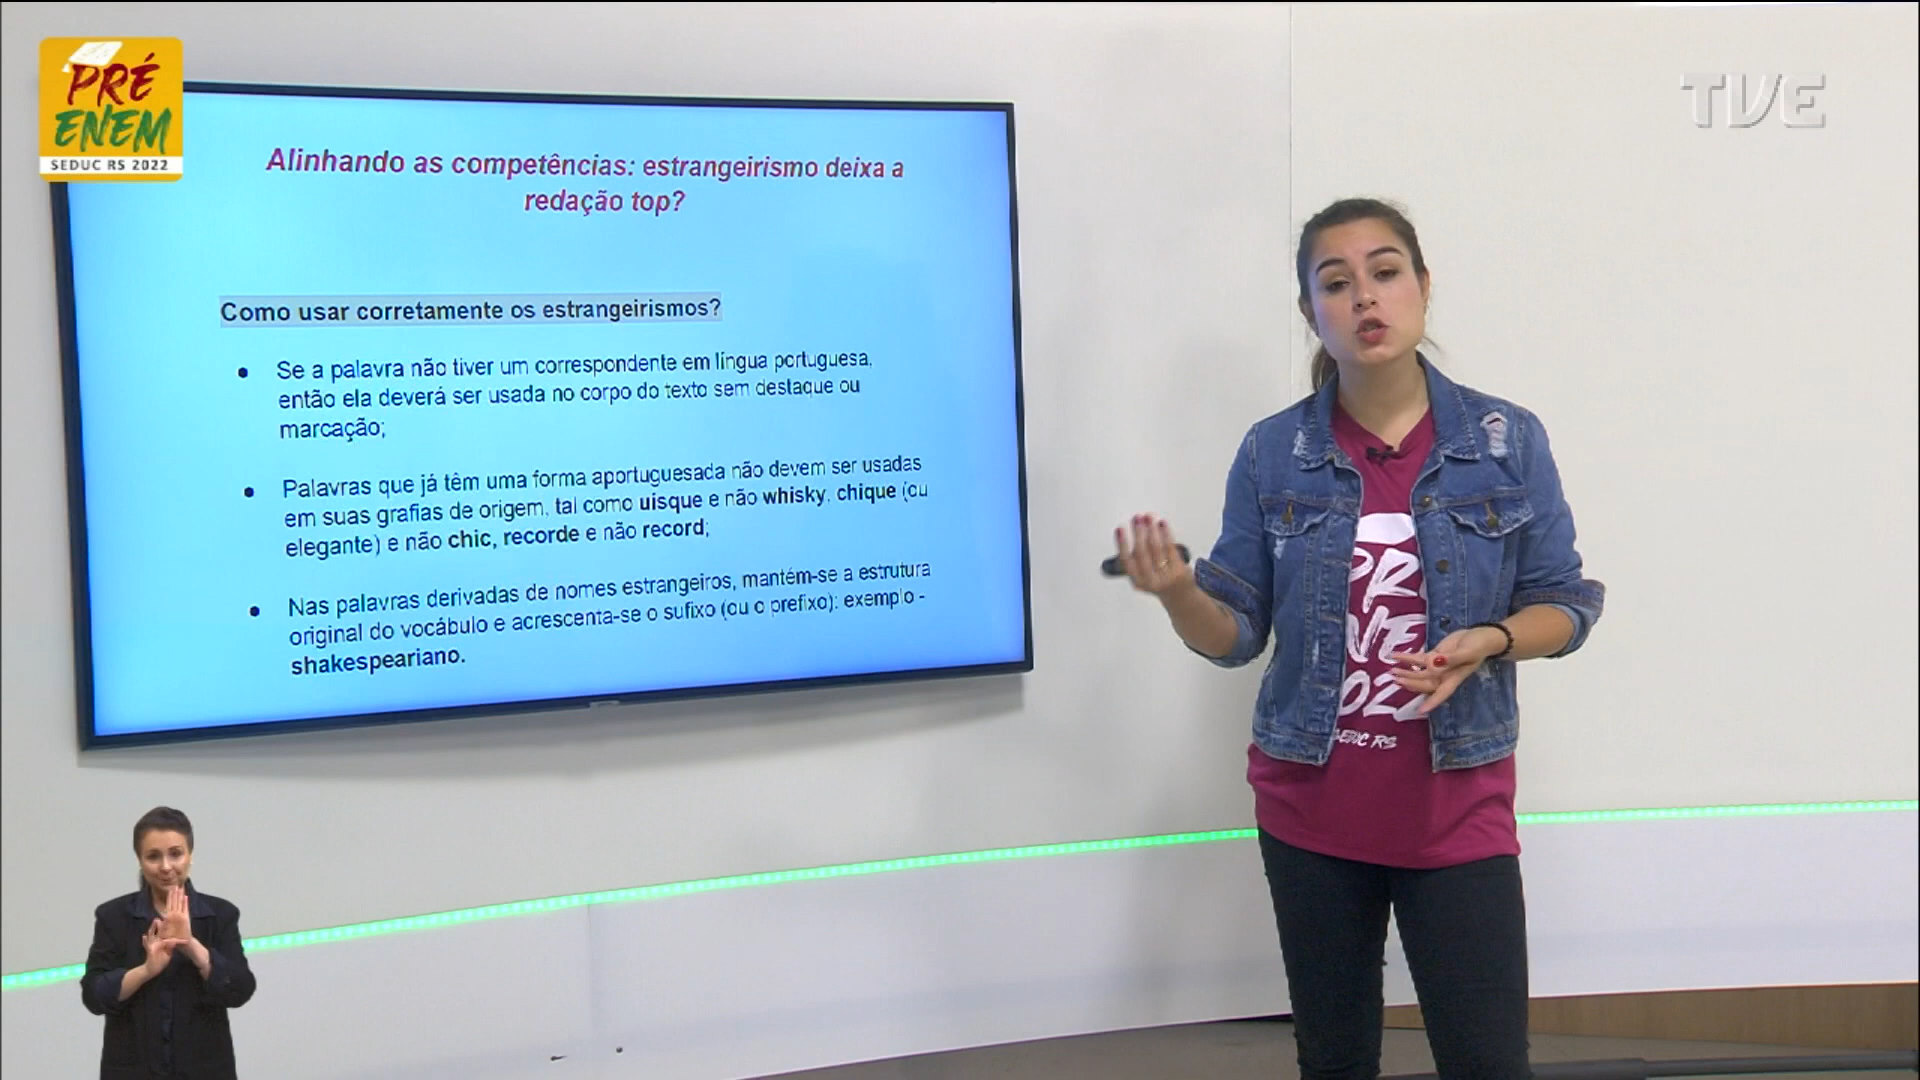 PRÉ
ENEM
SEDUC RS 2022
TVE
Alinhando as competências: estrangeirismo deixa a
redação top?
Como usar corretamente os estrangeirismos?
● Se a palavra não tiver um correspondente em língua portuguesa,
então ela deverá ser usada no corpo do texto sem destaque ou
marcação;
● Palavras que já têm uma forma aportuguesada não devem ser usadas
em suas grafias de origem, tal como uisque e não whisky, chique (ou
elegante) e não chic, recorde e não record;
● Nas palavras derivadas de nomes estrangeiros, mantém-se a estrutura
original do vocábulo e acrescenta-se o sufixo (ou o prefixo): exemplo -
shakespeariano.
PRÉ
ENEM
2022
SEDUC RS